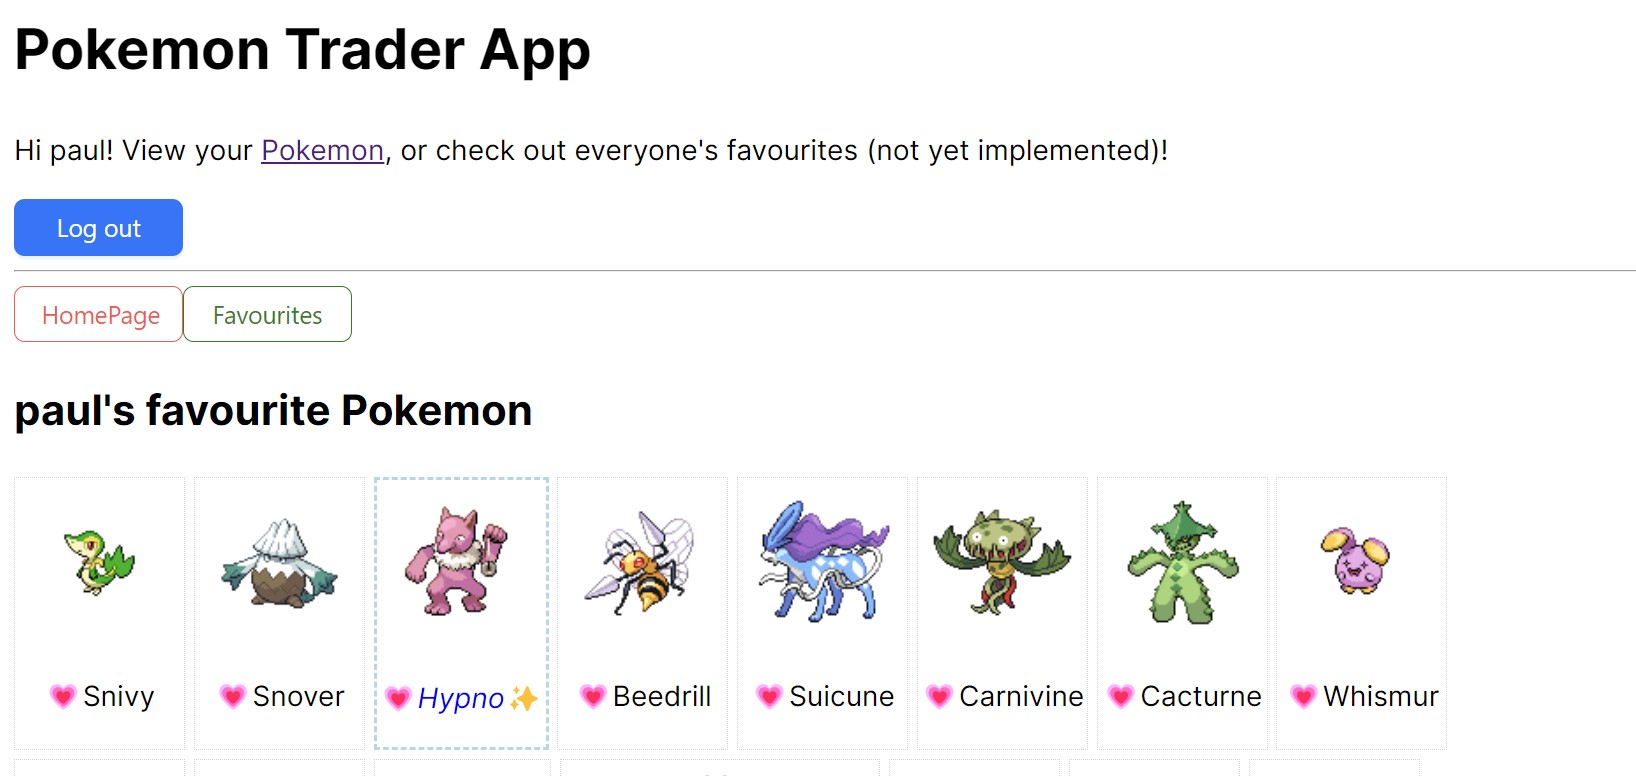 Pokemon Trader App
Hi paul! View your Pokemon, or check out everyone's favourites (not yet implemented)!
Log out
HomePage Favourites
paul's favourite Pokemon
💗 Snivy 💗 Snover 💗 Hypno ✨ 💗 Beedrill 💗 Suicune 💗 Carnivine 💗 Cacturne 💗 Whismur